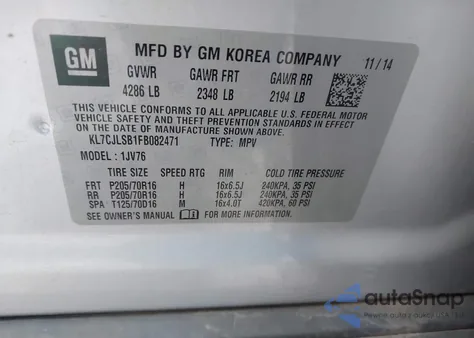 GM
MFD BY GM KOREA COMPANY 11/14
GVWR GAWR FRT GAWR RR
4286 LB 2348 LB 2194 LB
THIS VEHICLE CONFORMS TO ALL APPLICABLE U.S. FEDERAL MOTOR
VEHICLE SAFETY, BUMPER, AND THEFT PREVENTION STANDARDS IN
EFFECT ON THE DATE OF MANUFACTURE SHOWN ABOVE.
KL7CJLSB1FB082471 TYPE: MPV
MODEL: 1JV76
TIRE SIZE SPEED RTG RIM COLD TIRE PRESSURE
FRT P205/70R16 H 16x6.5J 240KPA, 35 PSI
RR P205/70R16 H 16x6.5J 240KPA, 35 PSI
SPA T125/70D16 M 16x4.0T 420KPA, 60 PSI
SEE OWNER'S MANUAL FOR MORE INFORMATION.
autoSnap